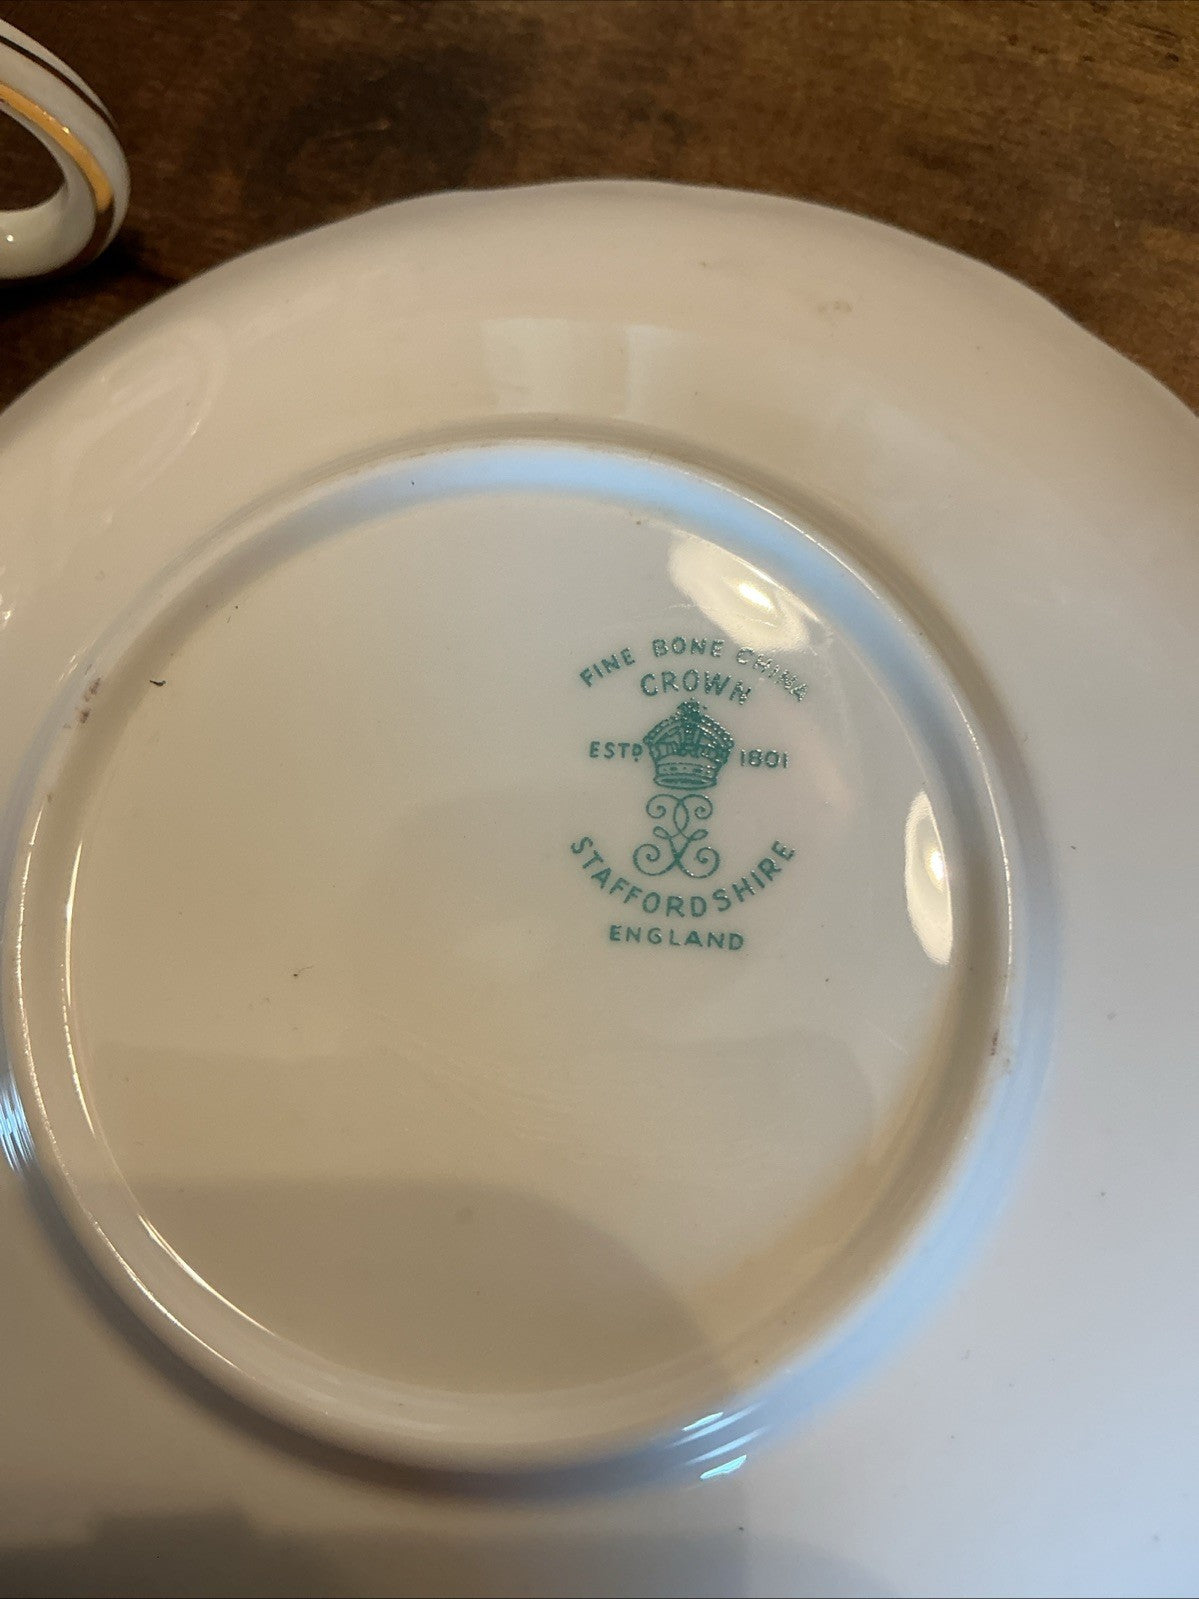 FINE BONE CHINA
CROWN
ESTD 1801
STAFFORDSHIRE
ENGLAND